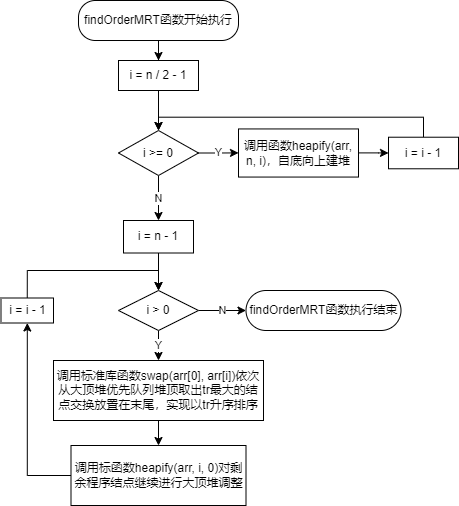 findOrderMRT函数开始执行
i = n / 2 - 1
i >= 0
Y
调用函数heapify(arr,
n, i)，自底向上建堆
i = i - 1
N
i = n - 1
i = i - 1
i > 0
N
findOrderMRT函数执行结束
Y
调用标准库函数swap(arr[0], arr[i])依次
从大顶堆优先队列堆顶取出tr最大的结
点交换放置在末尾，实现以tr升序排序
调用标函数heapify(arr, i, 0)对剩
余程序结点继续进行大顶堆调整